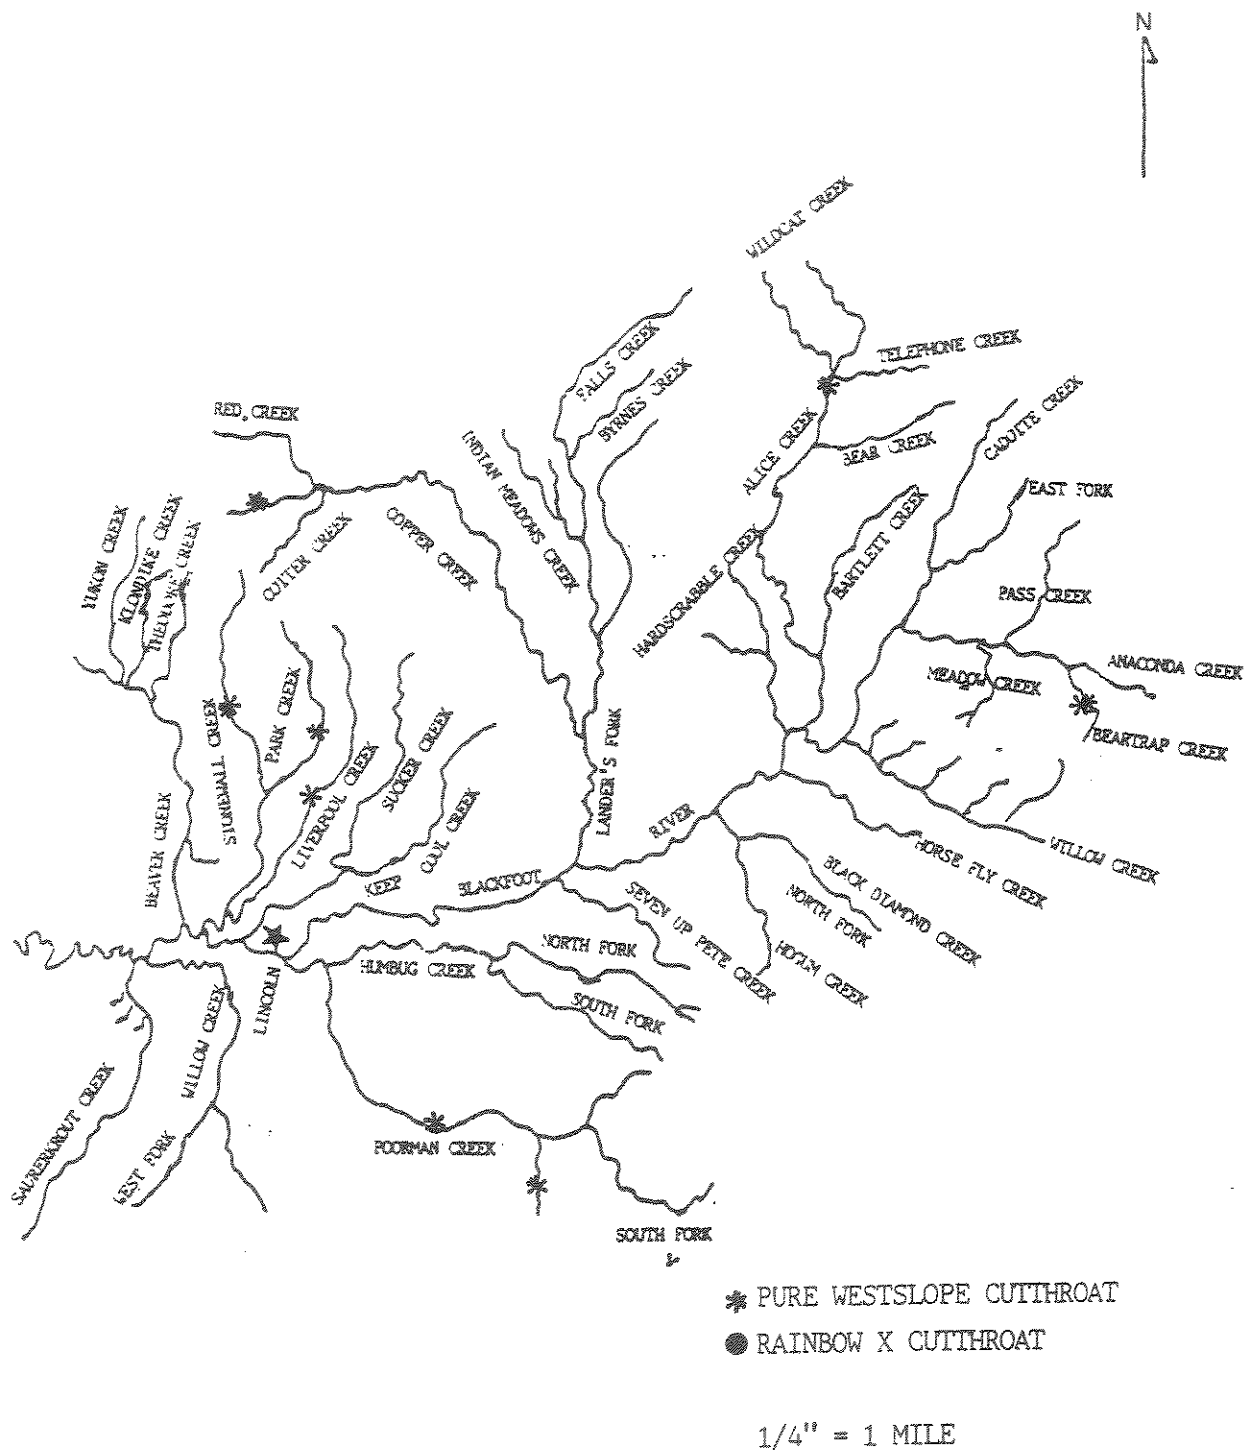 N
WILDCAT CREEK
TELEPHONE CREEK
FALLS CREEK
BYRNES CREEK
CADOTTE CREEK
RED CREEK
INDIAN MEADOWS CREEK
ALICE CREEK
BEAR CREEK
EAST FORK
YUKON CREEK
KLONDIKE CREEK
CREEK
COTTER CREEK
COPPER CREEK
HARDSCRABBLE CREEK
BARTLETT CREEK
PASS CREEK
ANACONDA CREEK
MEADOW CREEK
BEARTRAP CREEK
STONEWALL CREEK
PARK CREEK
LIVERPOOL CREEK
SUCKER CREEK
LANDER'S FORK
BEAVER CREEK
KEEP COOL CREEK
BLACKFOOT RIVER
HORSE FLY CREEK
WILLOW CREEK
BLACK DIAMOND CREEK
NORTH FORK
HOGUM CREEK
SEVEN UP PETE CREEK
NORTH FORK
HUMBUG CREEK
SOUTH FORK
LINCOLN
WILLOW CREEK
SAURERKROUT CREEK
WEST FORK
POORMAN CREEK
SOUTH FORK
PURE WESTSLOPE CUTTHROAT
RAINBOW X CUTTHROAT
1/4" = 1 MILE